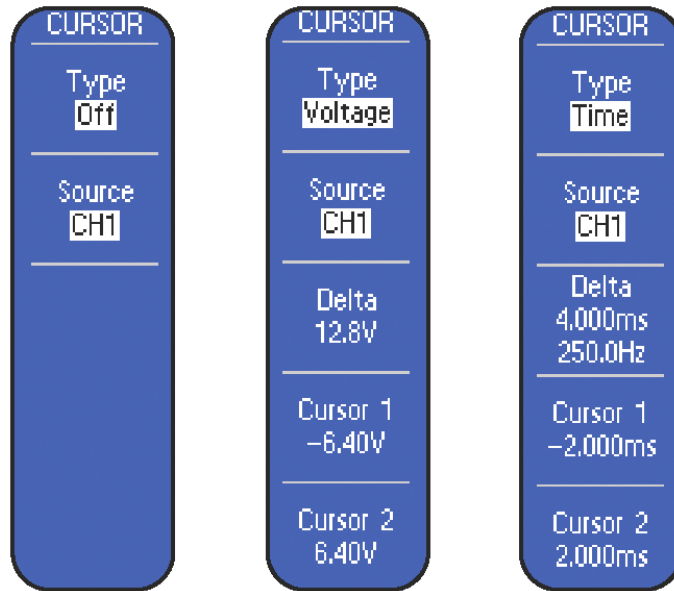 CURSOR
Type
Off
Source
CH1
CURSOR
Type
Voltage
Source
CH1
Delta
12.8V
Cursor 1
−6.40V
Cursor 2
6.40V
CURSOR
Type
Time
Source
CH1
Delta
4.000ms
250.0Hz
Cursor 1
−2.000ms
Cursor 2
2.000ms